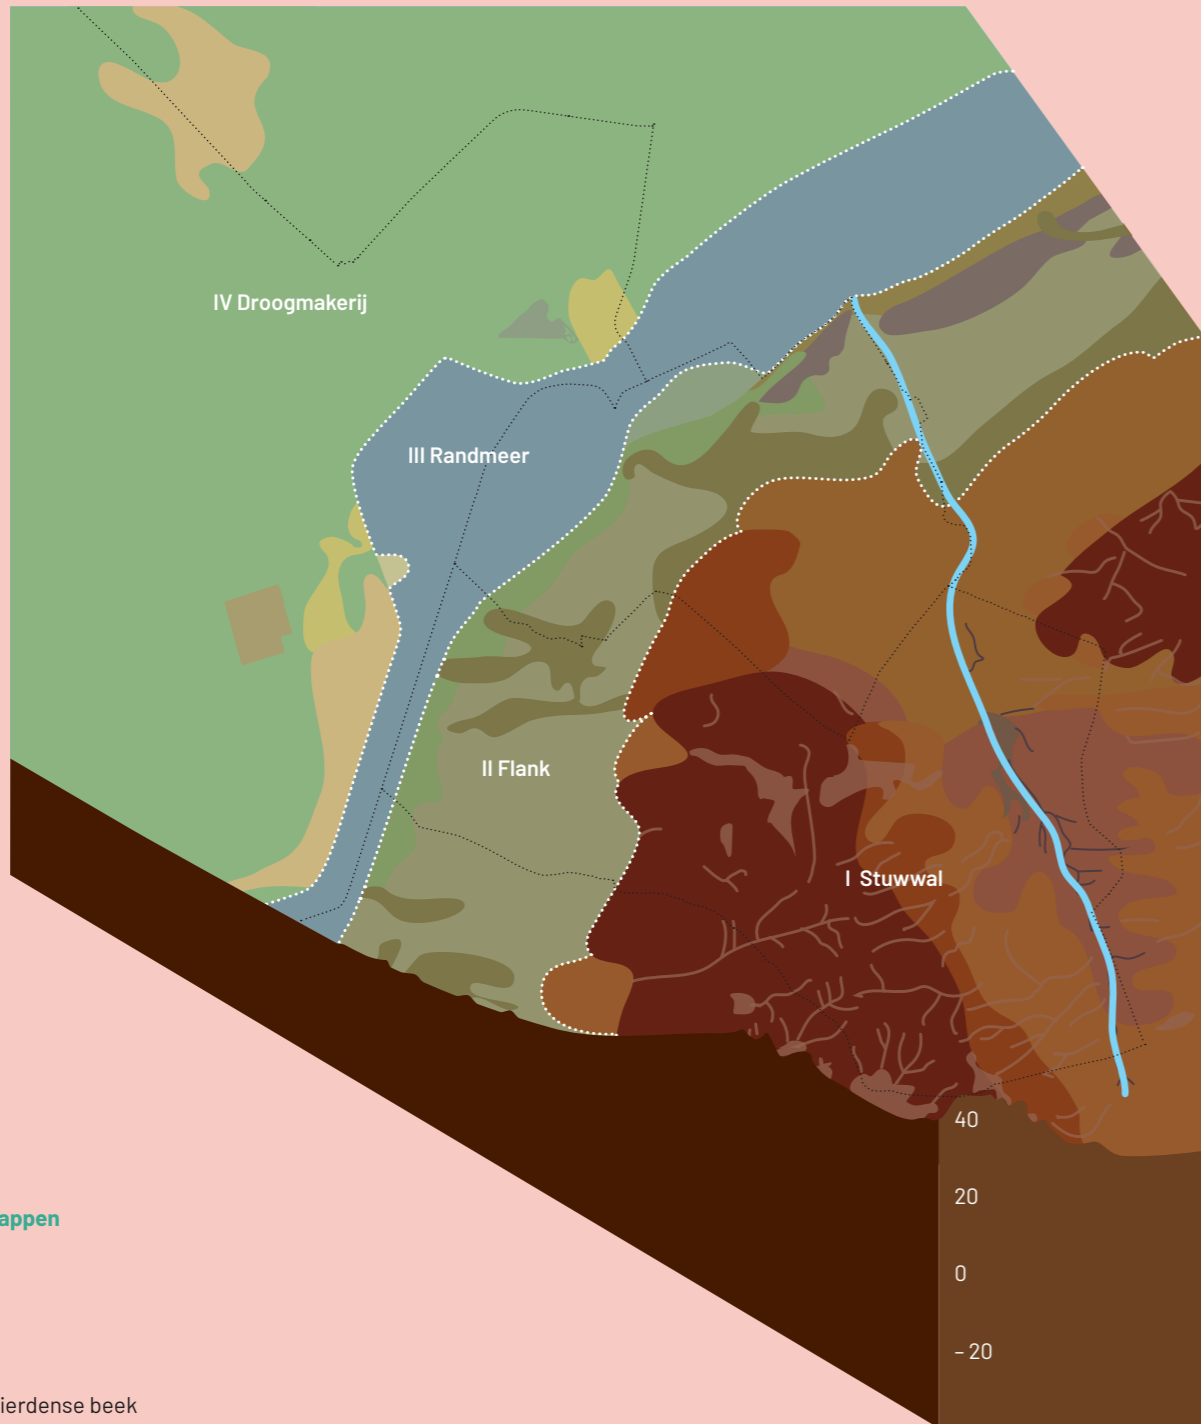 IV Droogmakerij
III Randmeer
II Flank
I Stuwwal
40
20
0
– 20
appen
ierdense beek